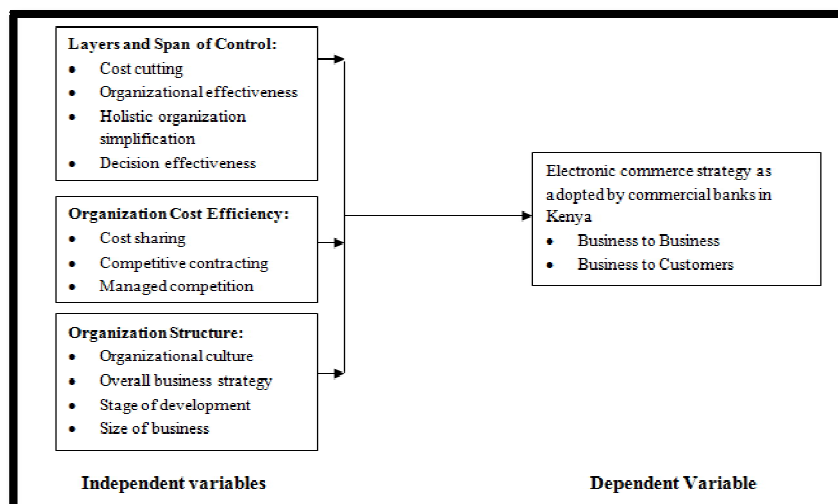 Layers and Span of Control:
• Cost cutting
• Organizational effectiveness
• Holistic organization
simplification
• Decision effectiveness
Organization Cost Efficiency:
• Cost sharing
• Competitive contracting
• Managed competition
Organization Structure:
• Organizational culture
• Overall business strategy
• Stage of development
• Size of business
Independent variables
Electronic commerce strategy as
adopted by commercial banks in
Kenya
• Business to Business
• Business to Customers
Dependent Variable